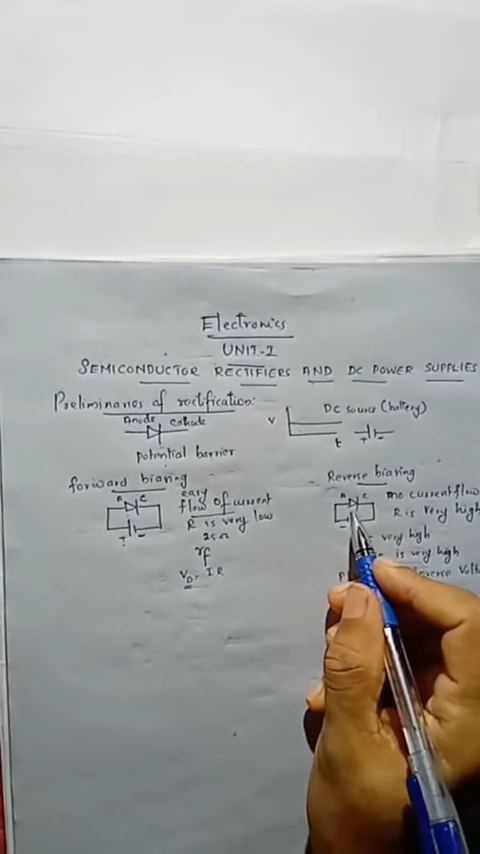 Electronics
UNIT-2
SEMICONDUCTOR RECTIFIERS AND DC POWER SUPPLIES
Preliminaries of rectification:
Anode cathode
Potential barrier
V
t
DC source (battery)
forward biasing
A C
+ -
easy
flow of current
R is very low
25 Ω
rf
VD = IR
Reverse biasing
A C
-
no current flow
R is very high
very high
is very high